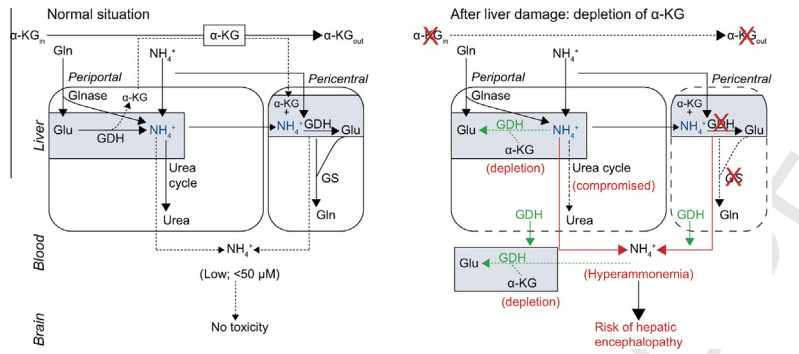 Normal situation
α-KGin
α-KG
α-KGout
Gln
NH4+
Periportal
Pericentral
Glnase
α-KG
α-KG
+
Glu
NH4+
NH4+
GDH
Glu
GDH
Urea
cycle
GS
Urea
Gln
NH4+
(Low; <50 μM)
No toxicity
Liver
Blood
Brain
After liver damage: depletion of α-KG
α-KGin
α-KGout
Gln
NH4+
Periportal
Pericentral
Glnase
α-KG
+
Glu
GDH
NH4+
NH4+
GDH
Glu
α-KG
(depletion)
Urea cycle
(compromised)
GS
Urea
Gln
GDH
GDH
NH4+
Glu
GDH
α-KG
(depletion)
(Hyperammonemia)
Risk of hepatic
encephalopathy